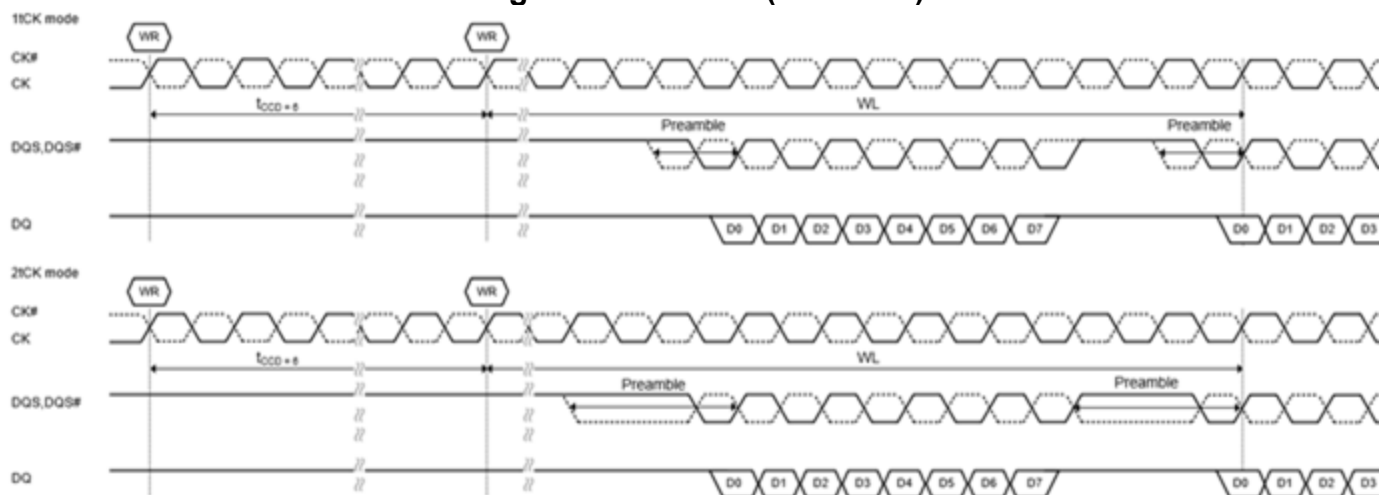 1tCK mode
WR WR
CK#
CK
tCCD = 6 WL
Preamble Preamble
DQS,DQS#
DQ D0 D1 D2 D3 D4 D5 D6 D7 D0 D1 D2 D3
2tCK mode
WR WR
CK#
CK
tCCD = 6 WL
Preamble Preamble
DQS,DQS#
DQ D0 D1 D2 D3 D4 D5 D6 D7 D0 D1 D2 D3